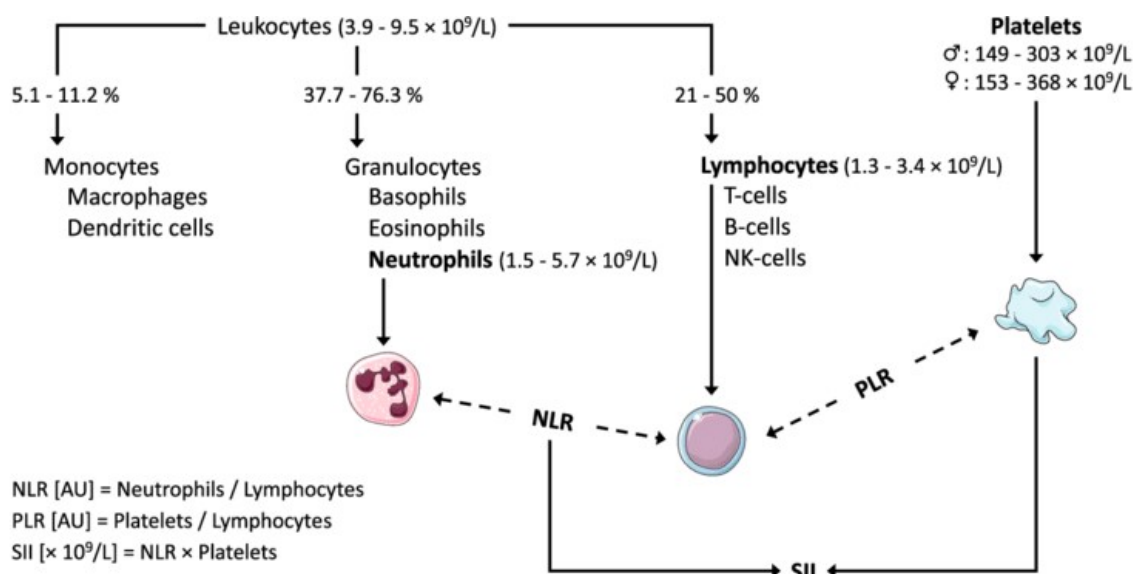 Leukocytes (3.9 - 9.5 × 10⁹/L)
Platelets
♂: 149 - 303 × 10⁹/L
♀: 153 - 368 × 10⁹/L
5.1 - 11.2 %
37.7 - 76.3 %
21 - 50 %
Monocytes
Macrophages
Dendritic cells
Granulocytes
Basophils
Eosinophils
Neutrophils (1.5 - 5.7 × 10⁹/L)
Lymphocytes (1.3 - 3.4 × 10⁹/L)
T-cells
B-cells
NK-cells
NLR
PLR
NLR [AU] = Neutrophils / Lymphocytes
PLR [AU] = Platelets / Lymphocytes
SII [× 10⁹/L] = NLR × Platelets
SII